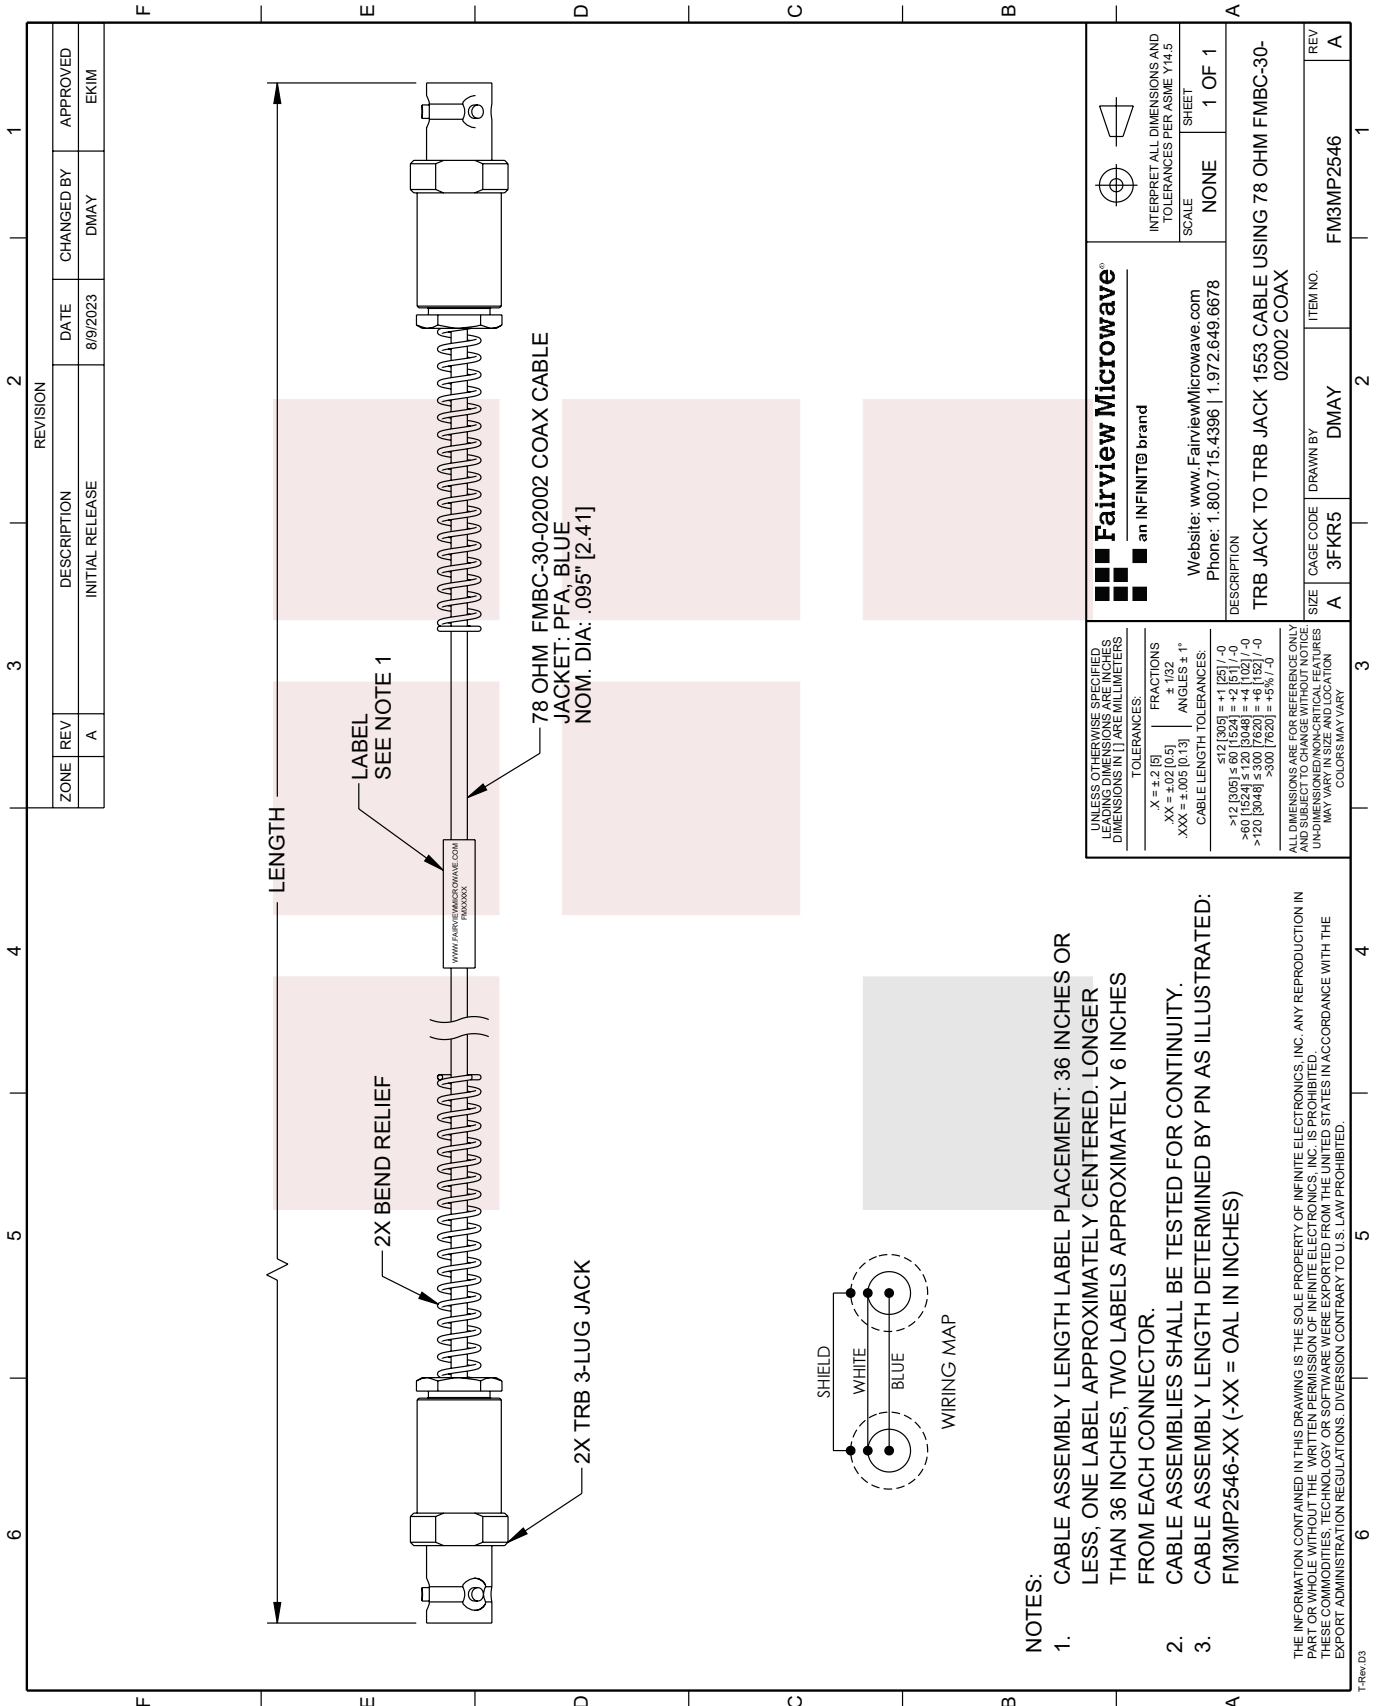 6 5 4 3 2 1
F E D C B A
REVISION
ZONE REV DESCRIPTION DATE CHANGED BY APPROVED
A INITIAL RELEASE 8/9/2023 DMAY EKIM
LENGTH
LABEL
SEE NOTE 1
2X BEND RELIEF
WWW.FAIRVIEWMICROWAVE.COM
FMXXXXX
78 OHM FMBC-30-02002 COAX CABLE
JACKET: PFA, BLUE
NOM. DIA: .095" [2.41]
2X TRB 3-LUG JACK
SHIELD
WHITE
BLUE
WIRING MAP
NOTES:
1. CABLE ASSEMBLY LENGTH LABEL PLACEMENT: 36 INCHES OR
LESS, ONE LABEL APPROXIMATELY CENTERED. LONGER
THAN 36 INCHES, TWO LABELS APPROXIMATELY 6 INCHES
FROM EACH CONNECTOR.
2. CABLE ASSEMBLIES SHALL BE TESTED FOR CONTINUITY.
3. CABLE ASSEMBLY LENGTH DETERMINED BY PN AS ILLUSTRATED:
FM3MP2546-XX (-XX = OAL IN INCHES)
THE INFORMATION CONTAINED IN THIS DRAWING IS THE SOLE PROPERTY OF INFINITE ELECTRONICS, INC. ANY REPRODUCTION IN
PART OR WHOLE WITHOUT THE WRITTEN PERMISSION OF INFINITE ELECTRONICS, INC. IS PROHIBITED.
THESE COMMODITIES, TECHNOLOGY OR SOFTWARE WERE EXPORTED FROM THE UNITED STATES IN ACCORDANCE WITH THE
EXPORT ADMINISTRATION REGULATIONS. DIVERSION CONTRARY TO U.S. LAW PROHIBITED.
UNLESS OTHERWISE SPECIFIED
LEADING DIMENSIONS ARE INCHES
DIMENSIONS IN [ ] ARE MILLIMETERS
TOLERANCES:
.X = ±.2 [5] FRACTIONS
.XX = ±.02 [0.5] ± 1/32
.XXX = ±.005 [0.13] ANGLES ± 1°
CABLE LENGTH TOLERANCES:
≤12 [305] = +1 [25] / -0
>12 [305] ≤ 60 [1524] = +2 [51] / -0
>60 [1524] ≤ 120 [3048] = +4 [102] / -0
>120 [3048] ≤ 300 [7620] = +6 [152] / -0
>300 [7620] = +5% / -0
ALL DIMENSIONS ARE FOR REFERENCE ONLY
AND SUBJECT TO CHANGE WITHOUT NOTICE.
UN-DIMENSIONED/NON-CRITICAL FEATURES
MAY VARY IN SIZE AND LOCATION
COLORS MAY VARY
Fairview Microwave®
an INFINIT® brand
Website: www.FairviewMicrowave.com
Phone: 1.800.715.4396 | 1.972.649.6678
INTERPRET ALL DIMENSIONS AND
TOLERANCES PER ASME Y14.5
SCALE SHEET
NONE 1 OF 1
DESCRIPTION
TRB JACK TO TRB JACK 1553 CABLE USING 78 OHM FMBC-30-
02002 COAX
SIZE CAGE CODE DRAWN BY ITEM NO. REV
A 3FKR5 DMAY FM3MP2546 A
F E D C B A
6 5 4 3 2 1
T-Rev.D3